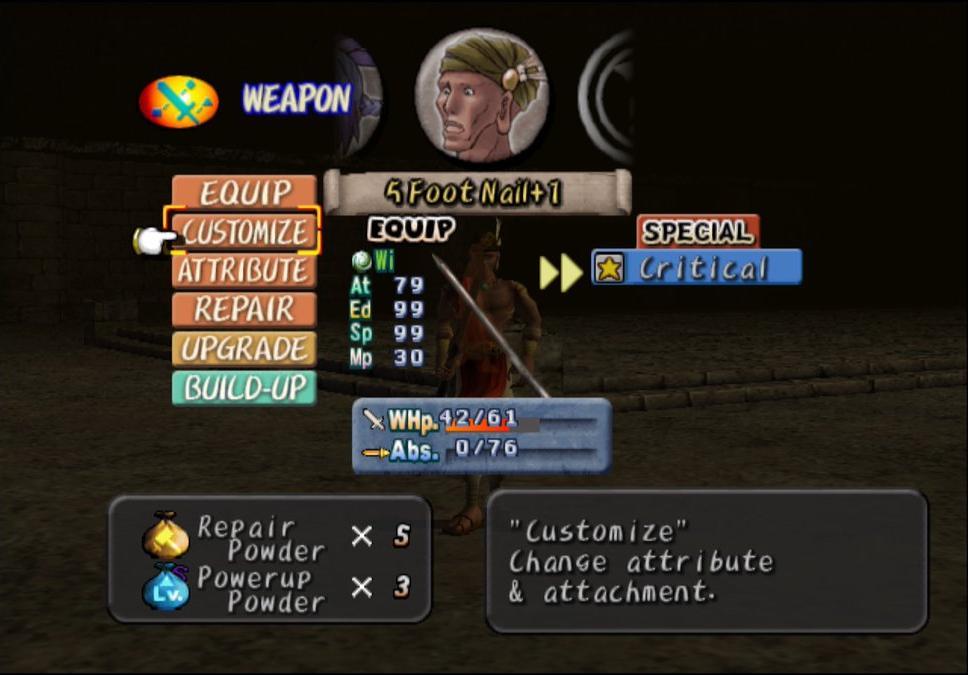 WEAPON
5 Foot Nail+1
EQUIP
CUSTOMIZE
ATTRIBUTE
REPAIR
UPGRADE
BUILD-UP
EQUIP
Wi
At 79
Ed 99
Sp 99
Mp 30
SPECIAL
Critical
WHp. 42/61
Abs. 0/76
Repair
Powder × 5
Lv. Powerup
Powder × 3
"Customize"
Change attribute
& attachment.